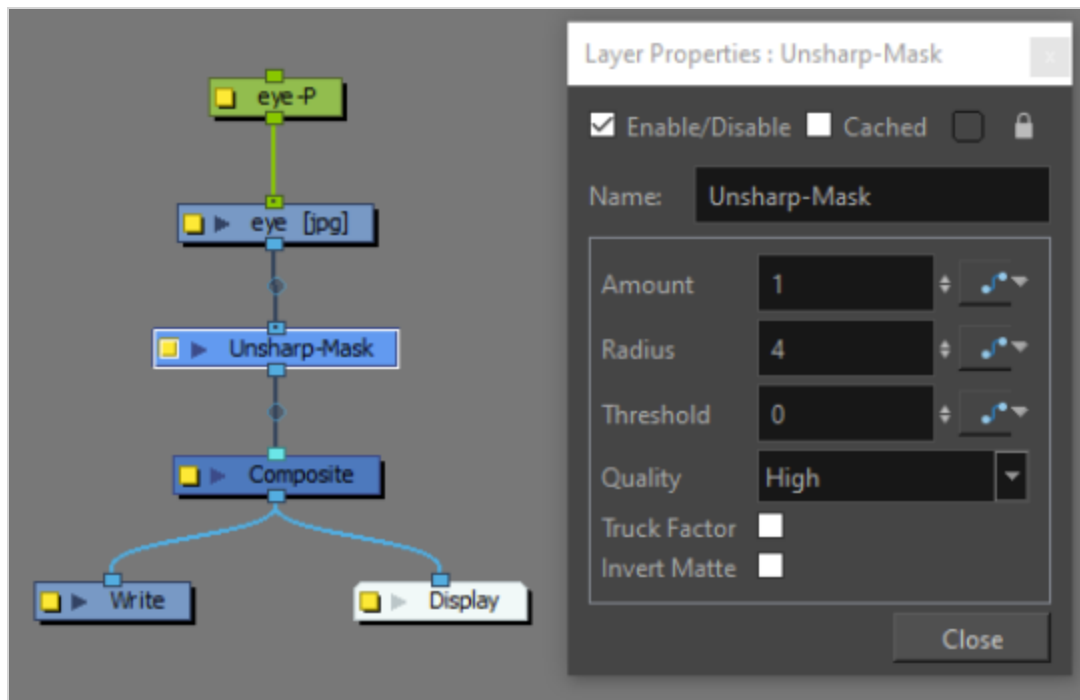 eye-P
eye [jpg]
Unsharp-Mask
Composite
Write
Display
Layer Properties : Unsharp-Mask
x
Enable/Disable
Cached
Name: Unsharp-Mask
Amount 1
Radius 4
Threshold 0
Quality High
Truck Factor
Invert Matte
Close